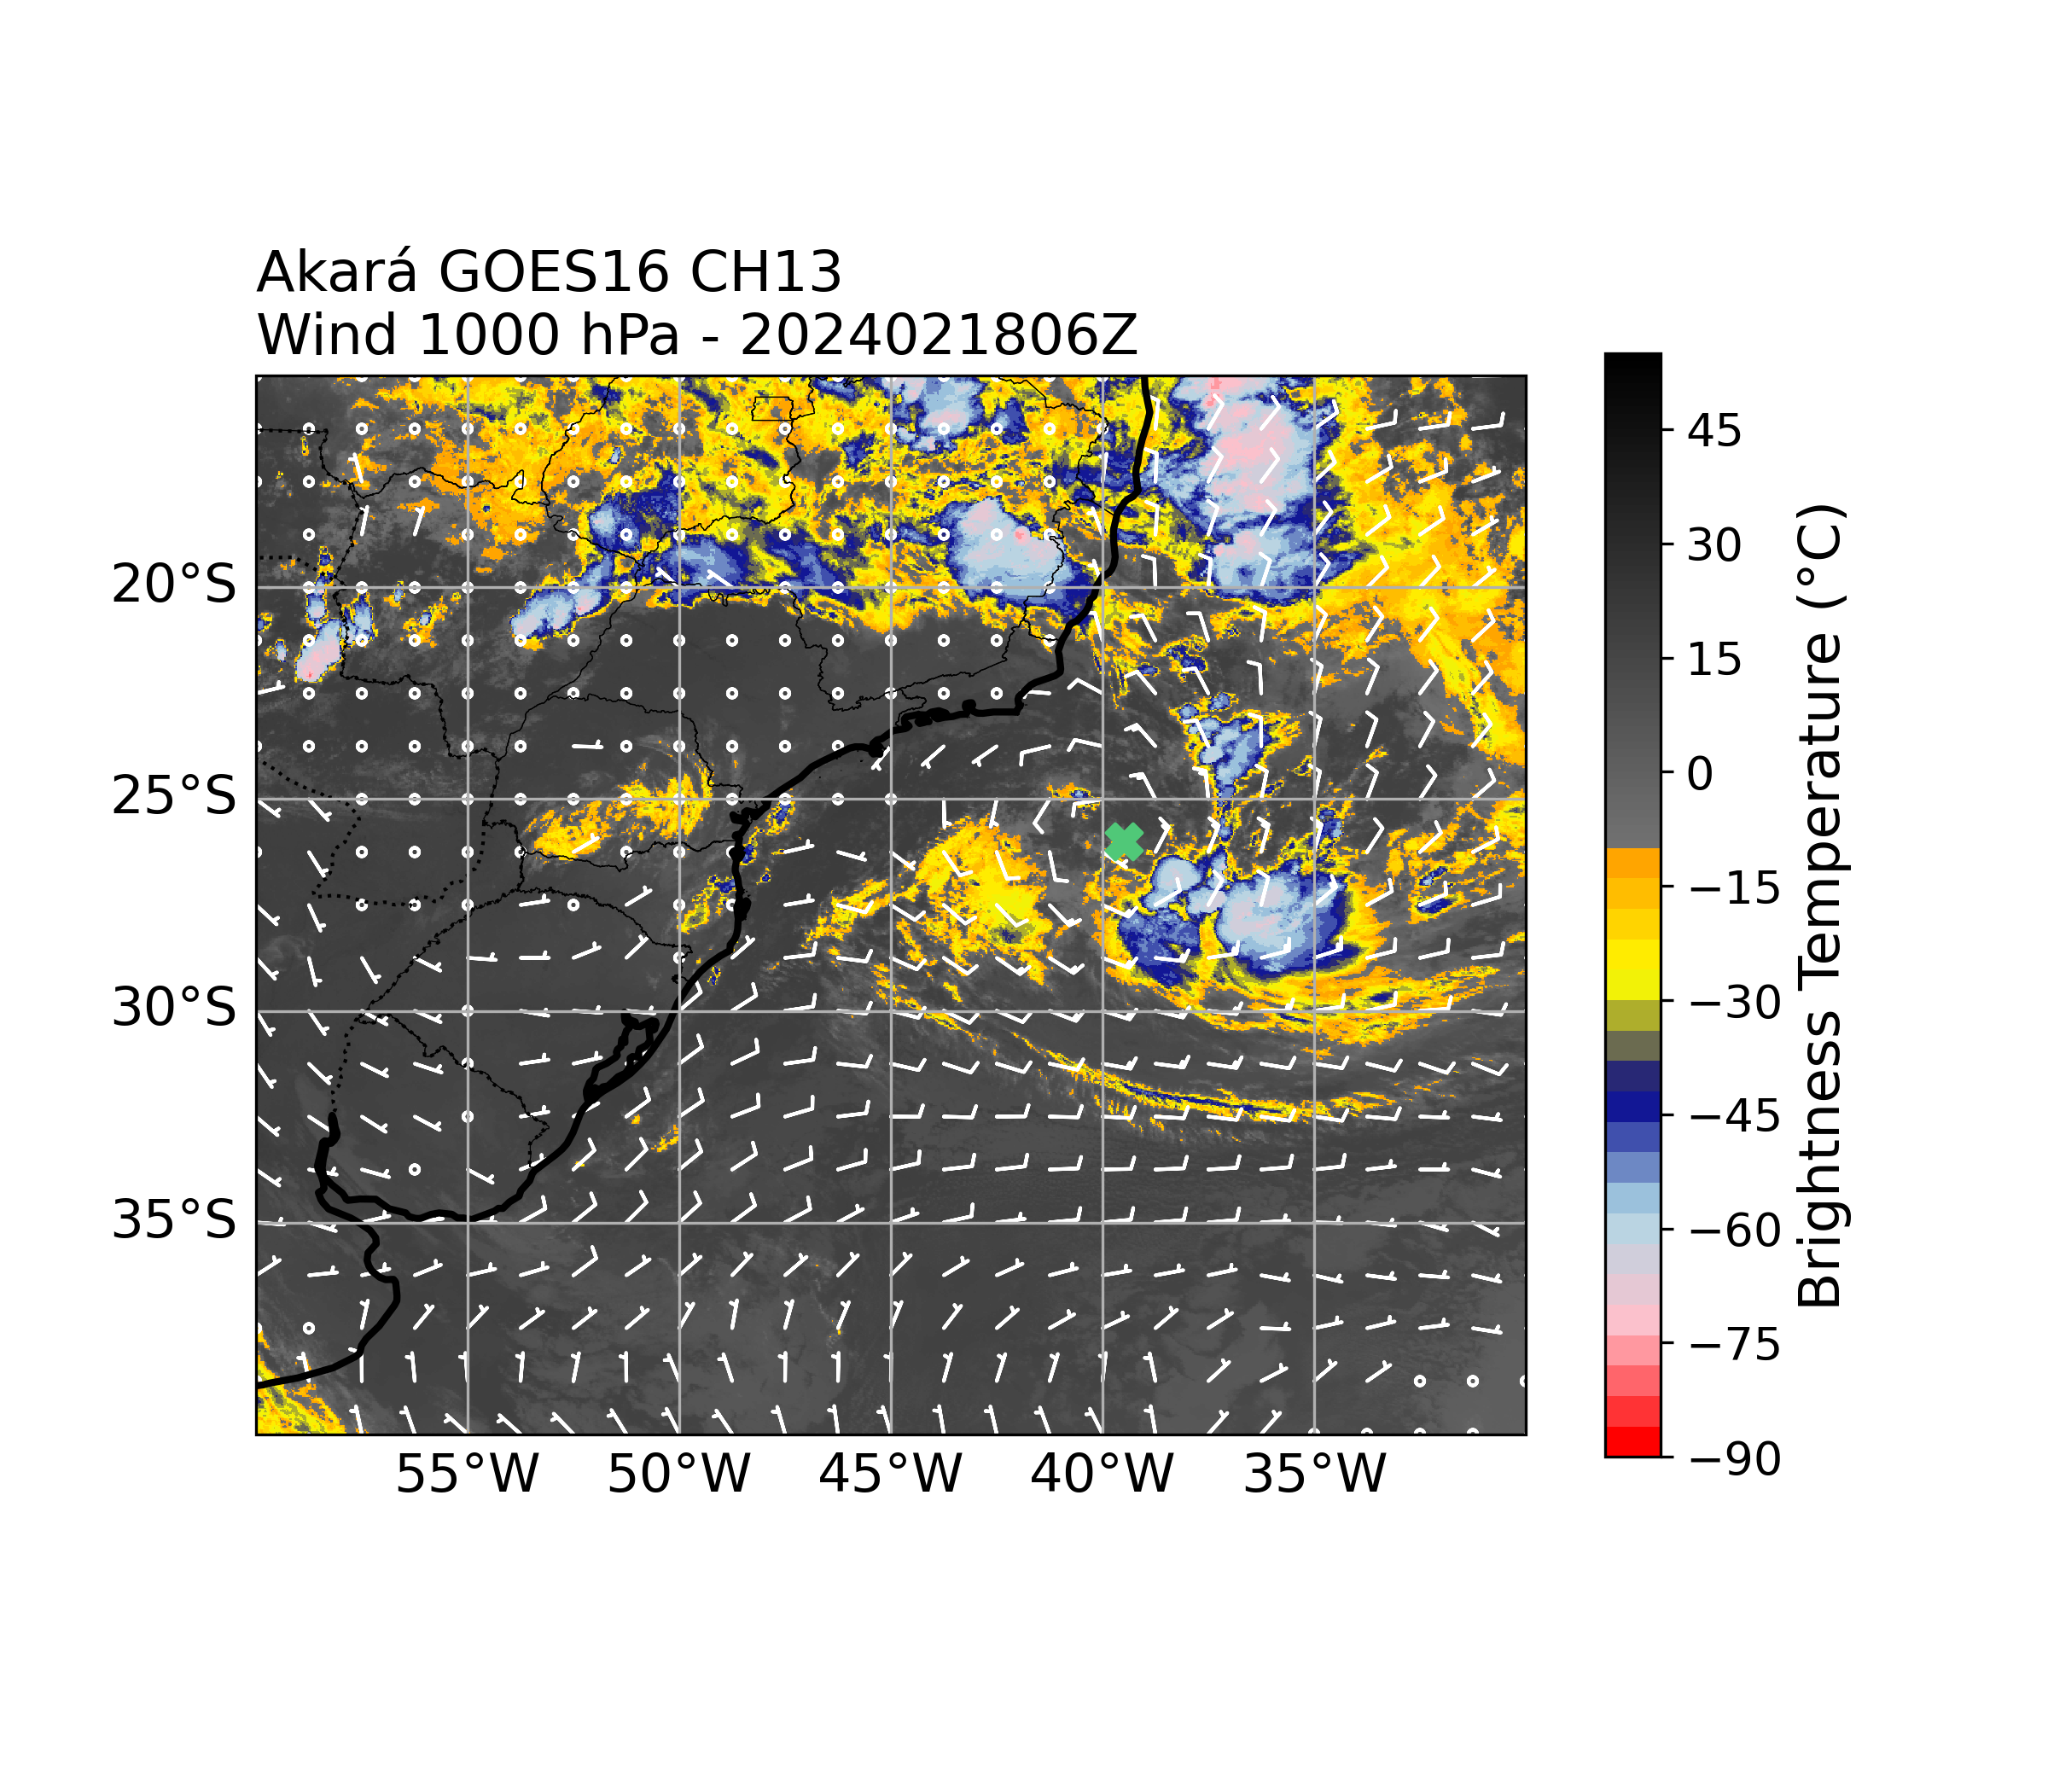 Akará GOES16 CH13
Wind 1000 hPa - 2024021806Z
20°S
25°S
30°S
35°S
55°W
50°W
45°W
40°W
35°W
45
30
15
0
−15
−30
−45
−60
−75
−90
Brightness Temperature (°C)